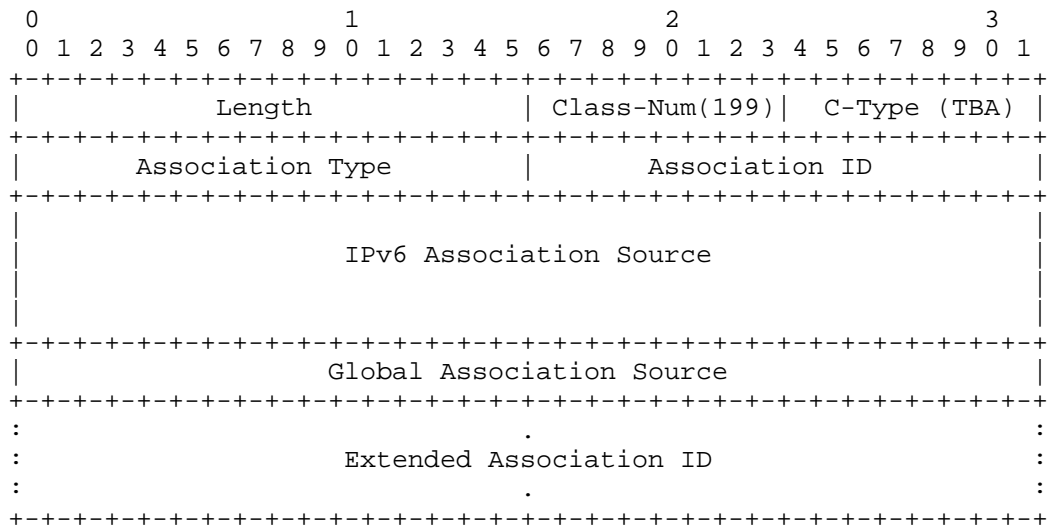 0                   1                   2                   3
 0 1 2 3 4 5 6 7 8 9 0 1 2 3 4 5 6 7 8 9 0 1 2 3 4 5 6 7 8 9 0 1
+-+-+-+-+-+-+-+-+-+-+-+-+-+-+-+-+-+-+-+-+-+-+-+-+-+-+-+-+-+-+-+-+
|            Length             | Class-Num(199)|  C-Type (TBA) |
+-+-+-+-+-+-+-+-+-+-+-+-+-+-+-+-+-+-+-+-+-+-+-+-+-+-+-+-+-+-+-+-+
|       Association Type        |       Association ID          |
+-+-+-+-+-+-+-+-+-+-+-+-+-+-+-+-+-+-+-+-+-+-+-+-+-+-+-+-+-+-+-+-+
|                                                               |
|                    IPv6 Association Source                    |
|                                                               |
|                                                               |
+-+-+-+-+-+-+-+-+-+-+-+-+-+-+-+-+-+-+-+-+-+-+-+-+-+-+-+-+-+-+-+-+
|                   Global Association Source                   |
+-+-+-+-+-+-+-+-+-+-+-+-+-+-+-+-+-+-+-+-+-+-+-+-+-+-+-+-+-+-+-+-+
:                               .                               :
:                    Extended Association ID                    :
:                               .                               :
+-+-+-+-+-+-+-+-+-+-+-+-+-+-+-+-+-+-+-+-+-+-+-+-+-+-+-+-+-+-+-+-+